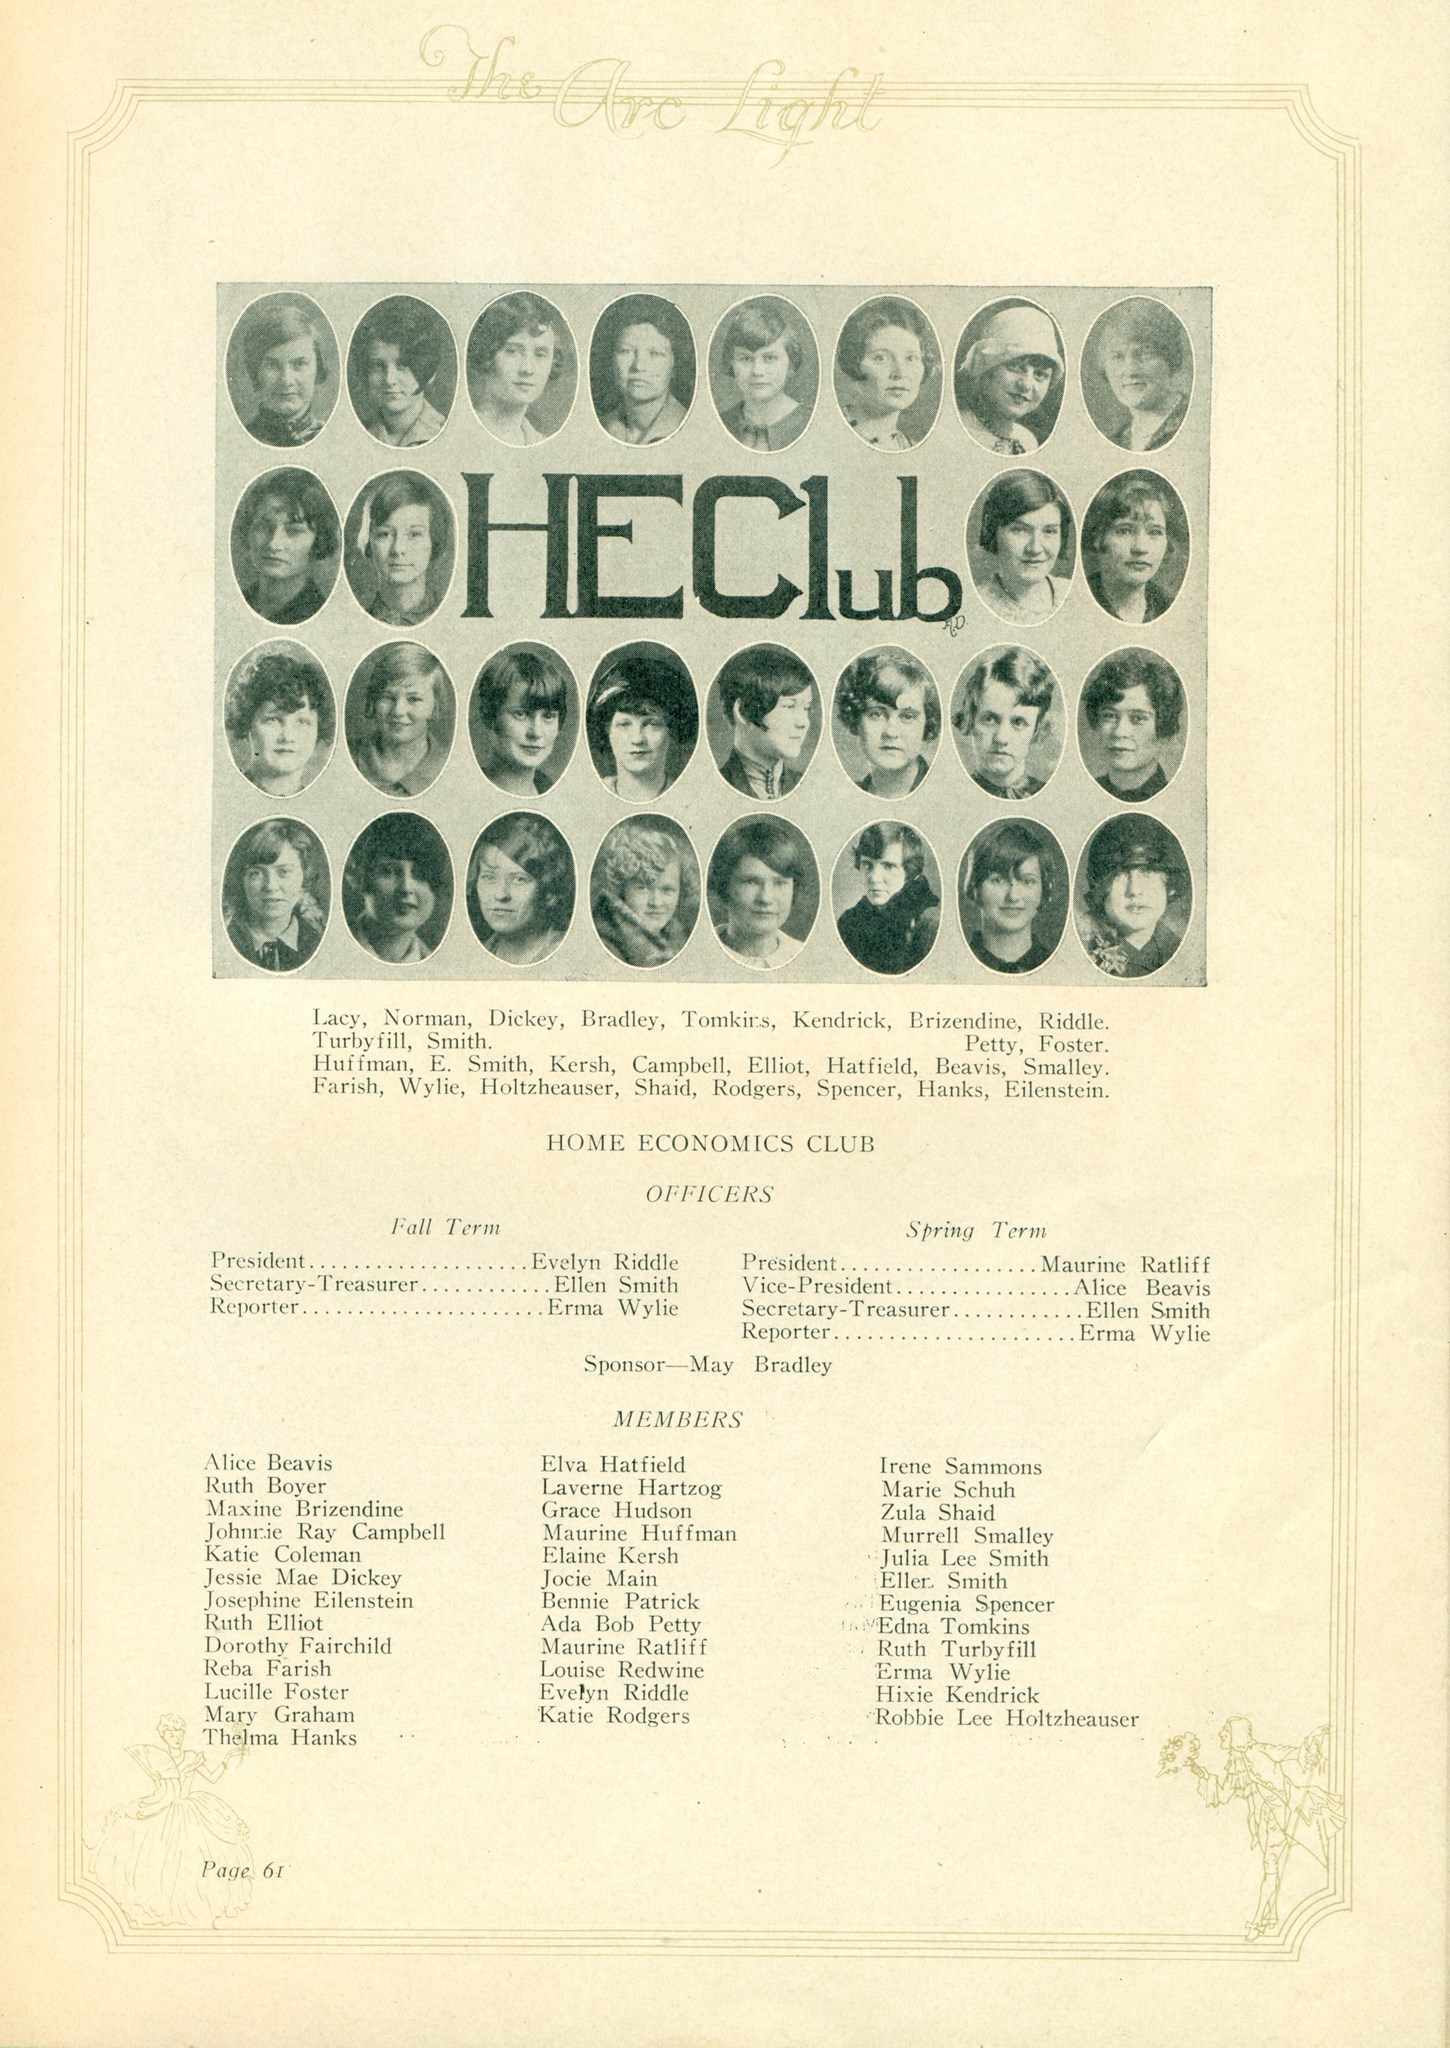 The Arc Light
HEClub
Lacy, Norman, Dickey, Bradley, Tomkins, Kendrick, Brizendine, Riddle.
Turbyfill, Smith. Petty, Foster.
Huffman, E. Smith, Kersh, Campbell, Elliot, Hatfield, Beavis, Smalley.
Farish, Wylie, Holtzheauser, Shaid, Rodgers, Spencer, Hanks, Eilenstein.
HOME ECONOMICS CLUB
OFFICERS
Fall Term
President....................Evelyn Riddle
Secretary-Treasurer............Ellen Smith
Reporter......................Erma Wylie
Spring Term
President..................Maurine Ratliff
Vice-President................Alice Beavis
Secretary-Treasurer............Ellen Smith
Reporter......................Erma Wylie
Sponsor—May Bradley
MEMBERS
Alice Beavis
Ruth Boyer
Maxine Brizendine
Johnnie Ray Campbell
Katie Coleman
Jessie Mae Dickey
Josephine Eilenstein
Ruth Elliot
Dorothy Fairchild
Reba Farish
Lucille Foster
Mary Graham
Thelma Hanks
Elva Hatfield
Laverne Hartzog
Grace Hudson
Maurine Huffman
Elaine Kersh
Jocie Main
Bennie Patrick
Ada Bob Petty
Maurine Ratliff
Louise Redwine
Evelyn Riddle
Katie Rodgers
Irene Sammons
Marie Schuh
Zula Shaid
Murrell Smalley
Julia Lee Smith
Ellen Smith
Eugenia Spencer
Edna Tomkins
Ruth Turbyfill
Erma Wylie
Hixie Kendrick
Robbie Lee Holtzheauser
Page 61